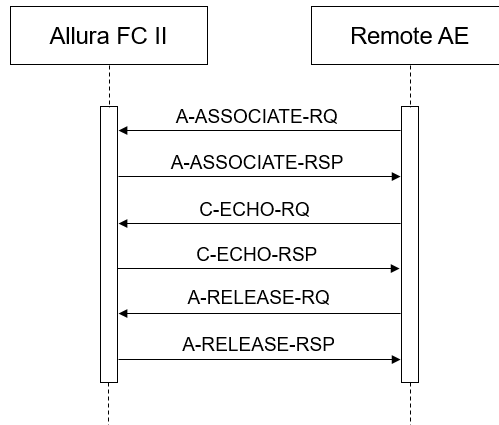 Allura FC II
Remote AE
A-ASSOCIATE-RQ
A-ASSOCIATE-RSP
C-ECHO-RQ
C-ECHO-RSP
A-RELEASE-RQ
A-RELEASE-RSP